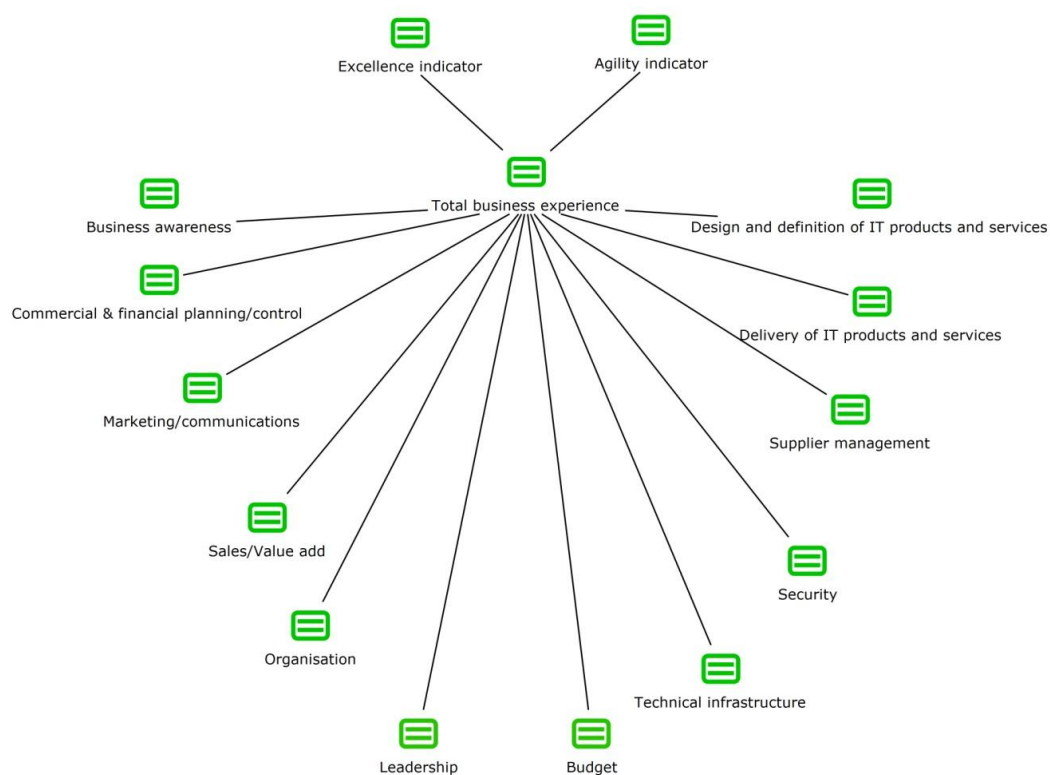 Excellence indicator
Agility indicator
Total business experience
Business awareness
Design and definition of IT products and services
Commercial & financial planning/control
Delivery of IT products and services
Marketing/communications
Supplier management
Sales/Value add
Security
Organisation
Technical infrastructure
Leadership
Budget